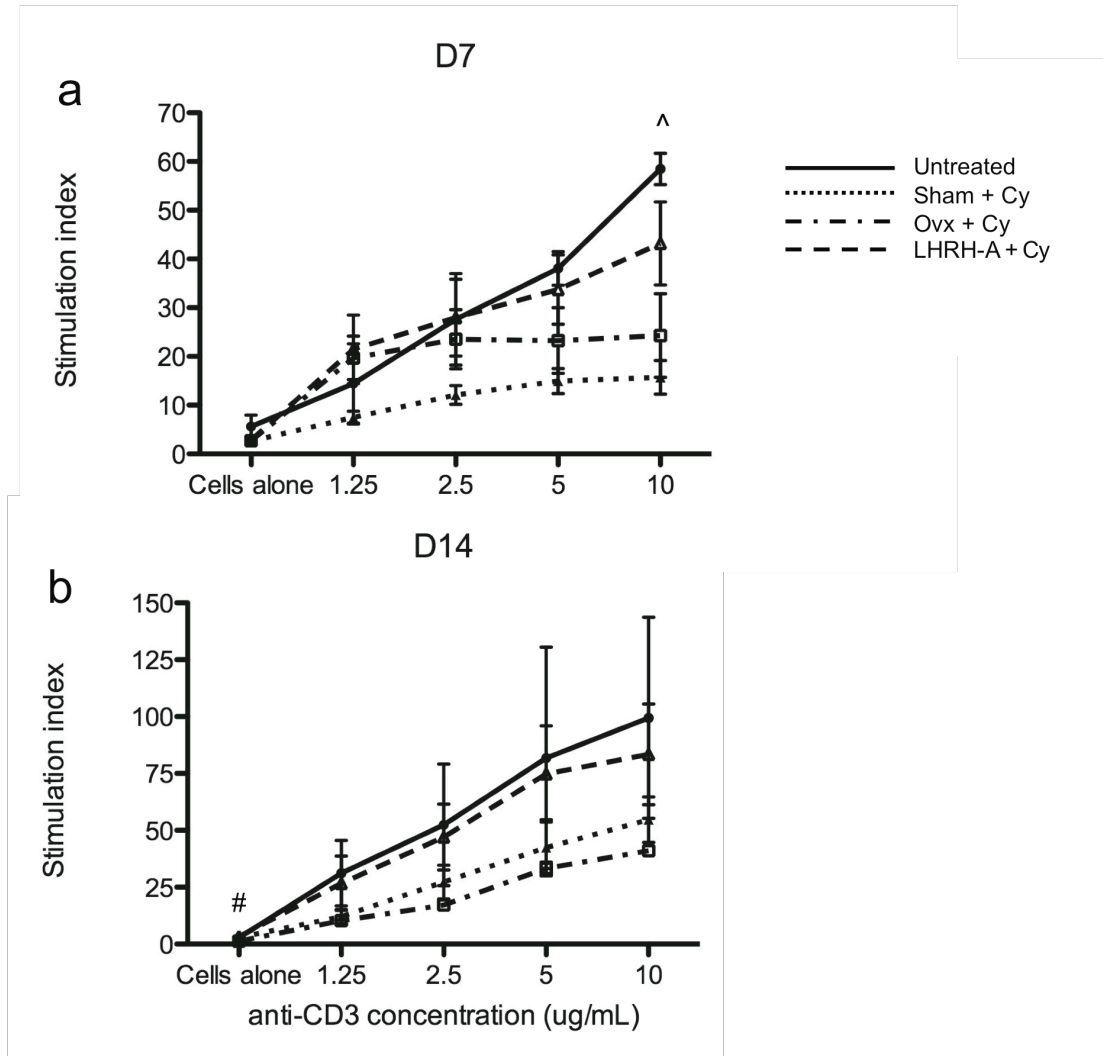 D7
a
Stimulation index
70
60
50
40
30
20
10
0
^
Cells alone 1.25 2.5 5 10
Untreated
Sham + Cy
Ovx + Cy
LHRH-A + Cy
D14
b
Stimulation index
150
125
100
75
50
25
0
#
Cells alone 1.25 2.5 5 10
anti-CD3 concentration (ug/mL)